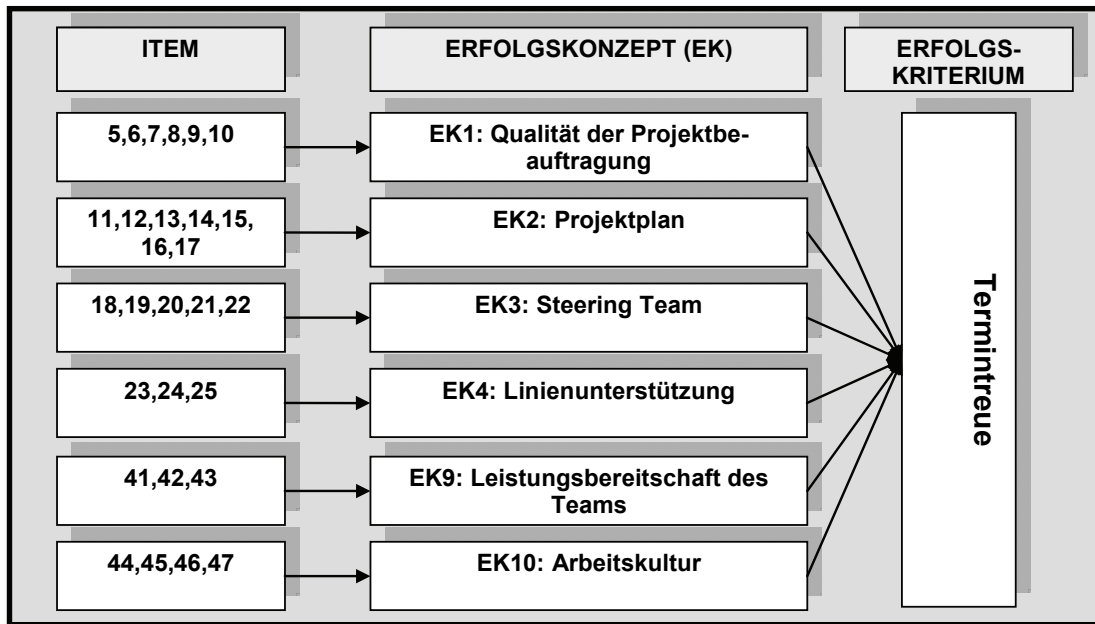 ITEM
ERFOLGSKONZEPT (EK)
ERFOLGS-
KRITERIUM
5,6,7,8,9,10
EK1: Qualität der Projektbe-
auftragung
11,12,13,14,15,
16,17
EK2: Projektplan
18,19,20,21,22
EK3: Steering Team
23,24,25
EK4: Linienunterstützung
41,42,43
EK9: Leistungsbereitschaft des
Teams
44,45,46,47
EK10: Arbeitskultur
Termintreue